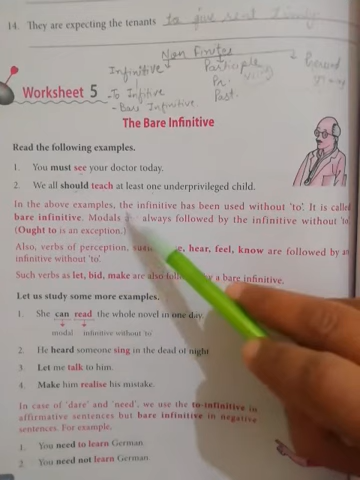 14. They are expecting the tenants to give rent timely.
Non Finites
Infinitive Participle Gerund
- To Infitive Pr. Ving
- Bare Infinitive Past.
Worksheet 5
The Bare Infinitive
Read the following examples.
1. You must see your doctor today.
2. We all should teach at least one underprivileged child.
In the above examples, the infinitive has been used without 'to'. It is called
bare infinitive. Modals always followed by the infinitive without 'to'.
(Ought to is an exception.)
Also, verbs of perception, hear, feel, know are followed by an
infinitive without 'to'.
Such verbs as let, bid, make are also by a bare infinitive.
Let us study some more examples.
1. She can read the whole novel in one day.
modal infinitive without 'to'
2. He heard someone sing in the dead of night
3. Let me talk to him.
4. Make him realise his mistake.
In case of 'dare' and 'need', we use the to-infinitive in
affirmative sentences but bare infinitive in negative
sentences. For example,
1. You need to learn German.
2. You need not learn German.